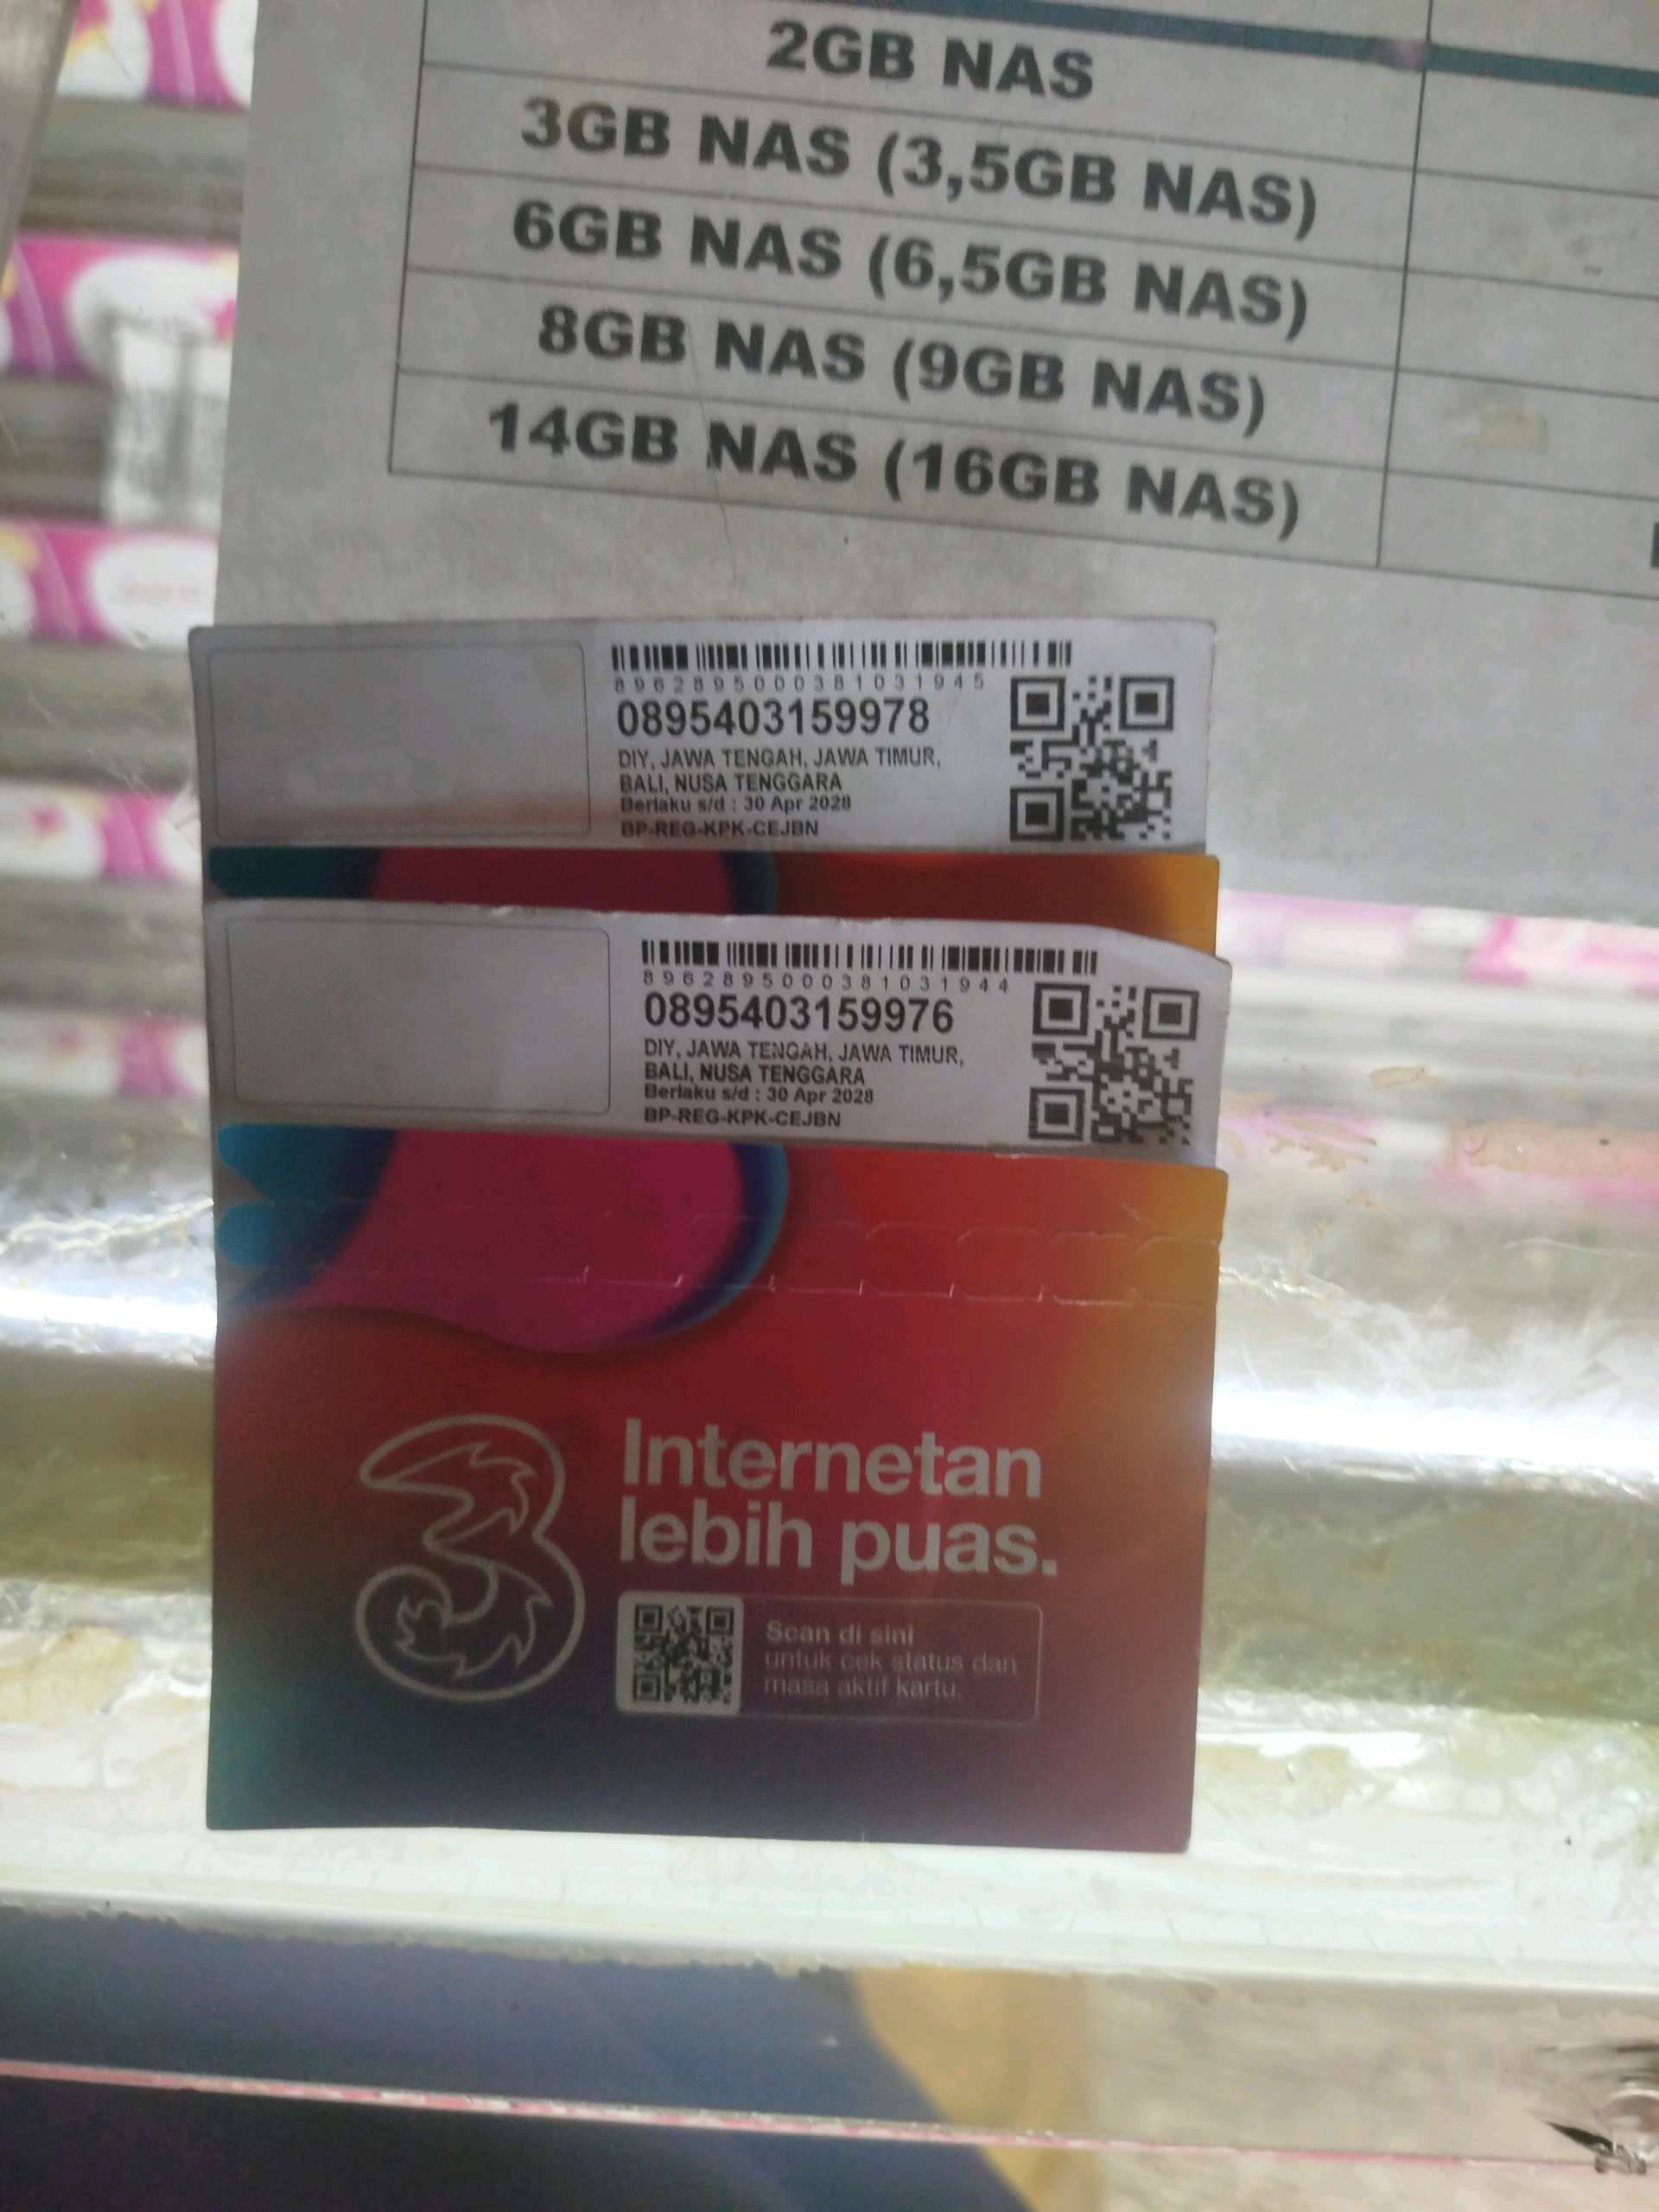 2GB NAS
3GB NAS (3,5GB NAS)
6GB NAS (6,5GB NAS)
8GB NAS (9GB NAS)
14GB NAS (16GB NAS)
8962895000381031945
0895403159978
DIY, JAWA TENGAH, JAWA TIMUR,
BALI, NUSA TENGGARA
Berlaku s/d : 30 Apr 2028
BP-REG-KPK-CEJBN
8962895000381031944
0895403159976
DIY, JAWA TENGAH, JAWA TIMUR,
BALI, NUSA TENGGARA
Berlaku s/d : 30 Apr 2028
BP-REG-KPK-CEJBN
3
Internetan
lebih puas.
Scan di sini
untuk cek status dan
masa aktif kartu.